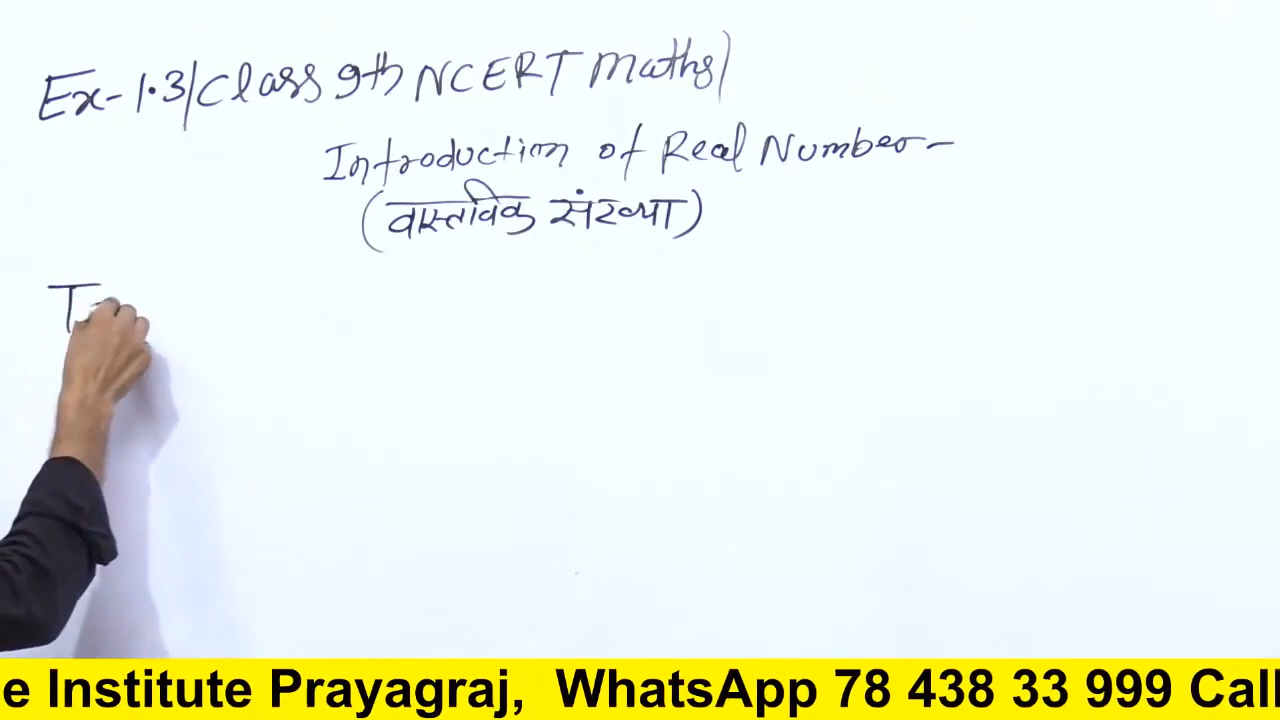 Ex-1.3/Class 9th NCERT Maths/
Introduction of Real Number-
(वास्तविक संख्या)
T
e Institute Prayagraj, WhatsApp 78 438 33 999 Call